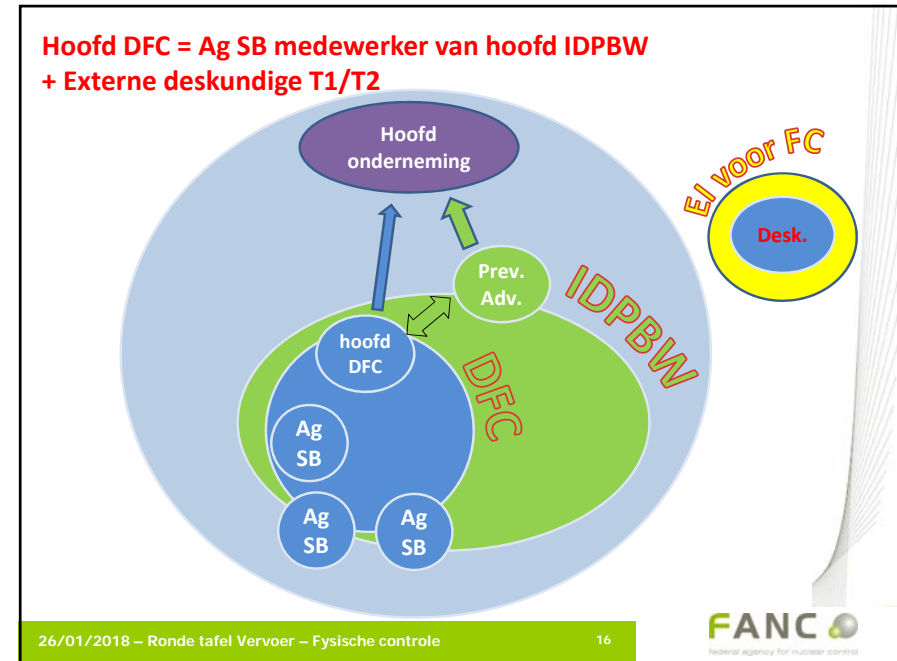 Hoofd DFC = Ag SB medewerker van hoofd IDPBW
+ Externe deskundige T1/T2
Hoofd
onderneming
EI voor FC
Desk.
Prev.
Adv.
IDPBW
hoofd
DFC
DFC
Ag
SB
Ag
SB
Ag
SB
26/01/2018 – Ronde tafel Vervoer – Fysische controle
16
FANC
federal agency for nuclear control